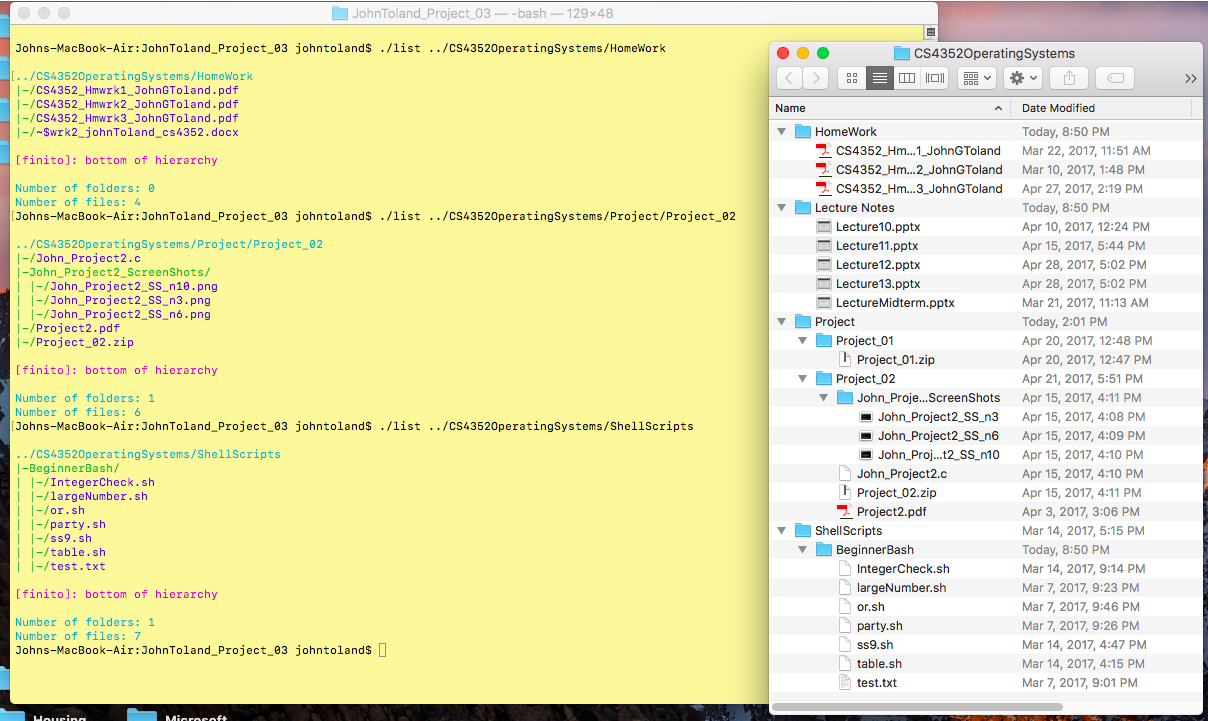 JohnToland_Project_03 — -bash — 129×48
Johns-MacBook-Air:JohnToland_Project_03 johntoland$ ./list ../CS4352OperatingSystems/HomeWork
[../CS4352OperatingSystems/HomeWork
|-/CS4352_Hmwrk1_JohnGToland.pdf
|-/CS4352_Hmwrk2_JohnGToland.pdf
|-/CS4352_Hmwrk3_JohnGToland.pdf
|-/~$wrk2_johnToland_cs4352.docx
[finito]: bottom of hierarchy
Number of folders: 0
Number of files: 4
[Johns-MacBook-Air:JohnToland_Project_03 johntoland$ ./list ../CS4352OperatingSystems/Project/Project_02
../CS4352OperatingSystems/Project/Project_02
|-/John_Project2.c
|-John_Project2_ScreenShots/
| |-/John_Project2_SS_n10.png
| |-/John_Project2_SS_n3.png
| |-/John_Project2_SS_n6.png
|-/Project2.pdf
|-/Project_02.zip
[finito]: bottom of hierarchy
Number of folders: 1
Number of files: 6
[Johns-MacBook-Air:JohnToland_Project_03 johntoland$ ./list ../CS4352OperatingSystems/ShellScripts
../CS4352OperatingSystems/ShellScripts
|-BeginnerBash/
| |-/IntegerCheck.sh
| |-/largeNumber.sh
| |-/or.sh
| |-/party.sh
| |-/ss9.sh
| |-/table.sh
| |-/test.txt
[finito]: bottom of hierarchy
Number of folders: 1
Number of files: 7
Johns-MacBook-Air:JohnToland_Project_03 johntoland$
CS4352OperatingSystems
Name Date Modified
HomeWork Today, 8:50 PM
CS4352_Hm...1_JohnGToland Mar 22, 2017, 11:51 AM
CS4352_Hm...2_JohnGToland Mar 10, 2017, 1:48 PM
CS4352_Hm...3_JohnGToland Apr 27, 2017, 2:19 PM
Lecture Notes Today, 8:50 PM
Lecture10.pptx Apr 10, 2017, 12:24 PM
Lecture11.pptx Apr 15, 2017, 5:44 PM
Lecture12.pptx Apr 28, 2017, 5:02 PM
Lecture13.pptx Apr 28, 2017, 5:02 PM
LectureMidterm.pptx Mar 21, 2017, 11:13 AM
Project Today, 2:01 PM
Project_01 Apr 20, 2017, 12:48 PM
Project_01.zip Apr 20, 2017, 12:47 PM
Project_02 Apr 21, 2017, 5:51 PM
John_Proje...ScreenShots Apr 15, 2017, 4:11 PM
John_Project2_SS_n3 Apr 15, 2017, 4:08 PM
John_Project2_SS_n6 Apr 15, 2017, 4:09 PM
John_Proj...t2_SS_n10 Apr 15, 2017, 4:10 PM
John_Project2.c Apr 15, 2017, 4:10 PM
Project_02.zip Apr 15, 2017, 4:11 PM
Project2.pdf Apr 3, 2017, 3:06 PM
ShellScripts Mar 14, 2017, 5:15 PM
BeginnerBash Today, 8:50 PM
IntegerCheck.sh Mar 14, 2017, 9:14 PM
largeNumber.sh Mar 7, 2017, 9:23 PM
or.sh Mar 7, 2017, 9:46 PM
party.sh Mar 7, 2017, 9:26 PM
ss9.sh Mar 14, 2017, 4:47 PM
table.sh Mar 14, 2017, 4:15 PM
test.txt Mar 7, 2017, 9:01 PM
Housing Microsoft